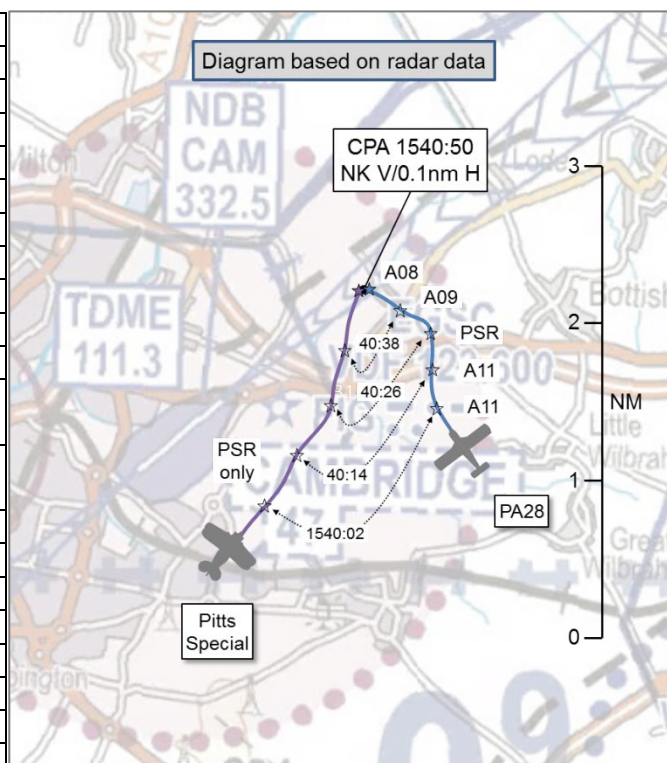 Diagram based on radar data
A10
NDB
CAM
332.5
CPA 1540:50
NK V/0.1nm H
Milton
Lode
3
A08
A09
TDME
111.3
Bottish
PSR
2
40:38
A11
40:26
NM
A11
Little
Wilbrah
PSR
only
40:14
CAMBRIDGE
1
PA28
1540:02
Great
Wilbrah
Pitts
Special
0